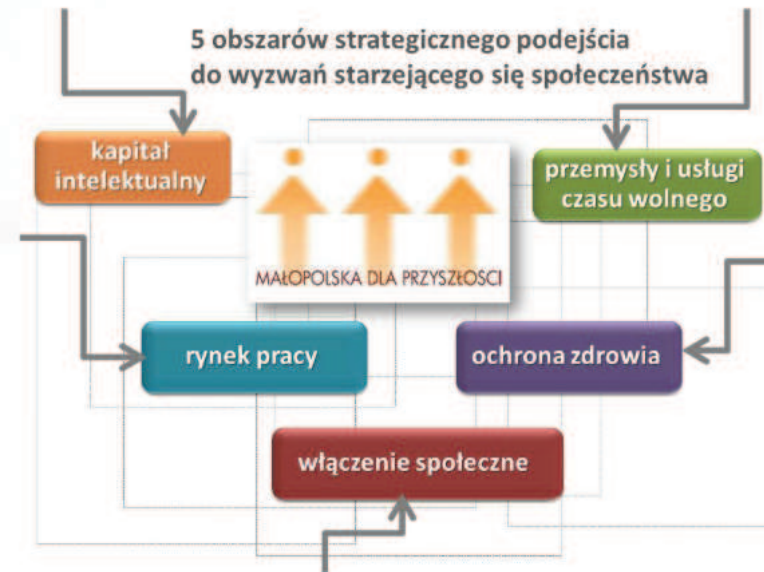 5 obszarów strategicznego podejścia
do wyzwań starzejącego się społeczeństwa
kapitał
intelektualny
przemysły i usługi
czasu wolnego
MAŁOPOLSKA DLA PRZYSZŁOŚCI
rynek pracy
ochrona zdrowia
włączenie społeczne